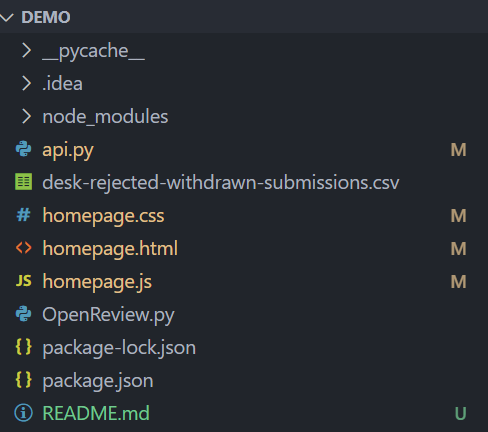 DEMO
__pycache__
.idea
node_modules
api.py M
desk-rejected-withdrawn-submissions.csv
# homepage.css M
<> homepage.html M
JS homepage.js M
OpenReview.py
{} package-lock.json
{} package.json
README.md U